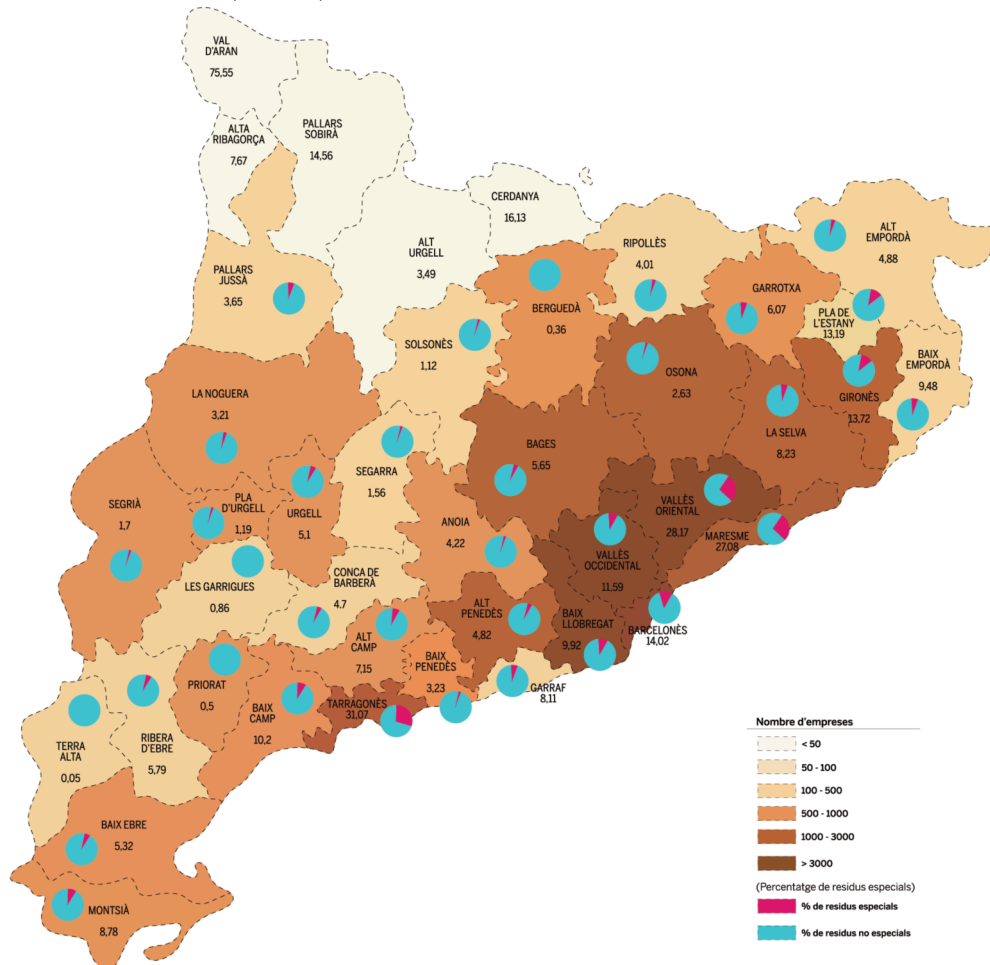 VAL
D'ARAN
75,55
ALTA
RIBAGORÇA
7,67
PALLARS
SOBIRÀ
14,56
CERDANYA
16,13
ALT
URGELL
3,49
PALLARS
JUSSÀ
3,65
RIPOLLÈS
4,01
ALT
EMPORDÀ
4,88
BERGUEDÀ
0,36
GARROTXA
6,07
PLA DE
L'ESTANY
13,19
SOLSONÈS
1,12
OSONA
2,63
BAIX
EMPORDÀ
9,48
GIRONÈS
13,72
LA NOGUERA
3,21
LA SELVA
8,23
BAGES
5,65
SEGARRA
1,56
SEGRIÀ
1,7
PLA
D'URGELL
1,19
URGELL
5,1
ANOIA
4,22
VALLÈS
ORIENTAL
28,17
MARESME
27,08
VALLÈS
OCCIDENTAL
11,59
LES GARRIGUES
0,86
CONCA DE
BARBERÀ
4.7
ALT
PENEDÈS
4,82
BAIX
LLOBREGAT
9,92
BARCELONÈS
14,02
ALT
CAMP
7,15
BAIX
PENEDÈS
3,23
GARRAF
8,11
PRIORAT
0,5
BAIX
CAMP
10,2
TARRAGONÈS
31,07
TERRA
ALTA
0,05
RIBERA
D'EBRE
5,79
BAIX EBRE
5,32
MONTSIÀ
8,78
Nombre d'empreses
< 50
50 - 100
100 - 500
500 - 1000
1000 - 3000
> 3000
(Percentatge de residus especials)
% de residus especials
% de residus no especials